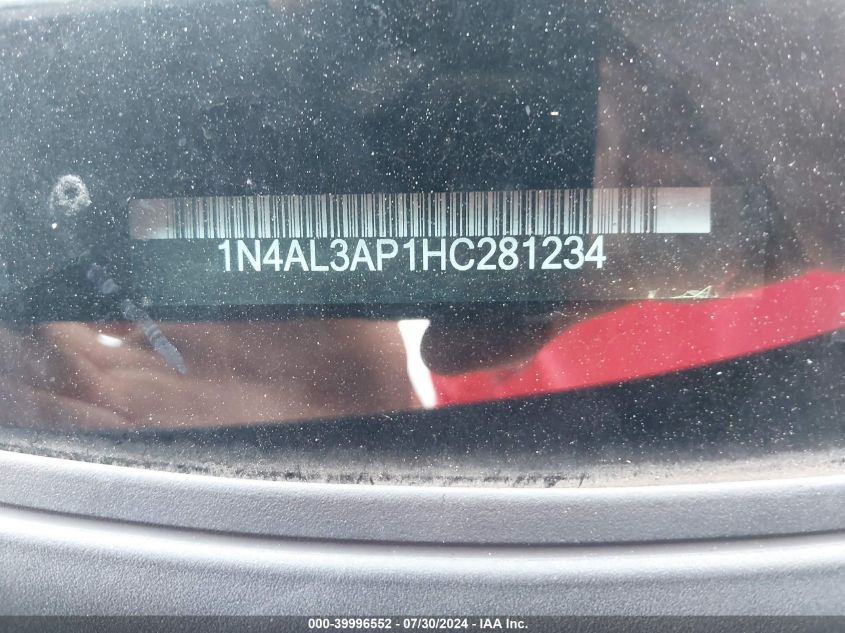 1N4AL3AP1HC281234
000-39996552 - 07/30/2024 - IAA Inc.